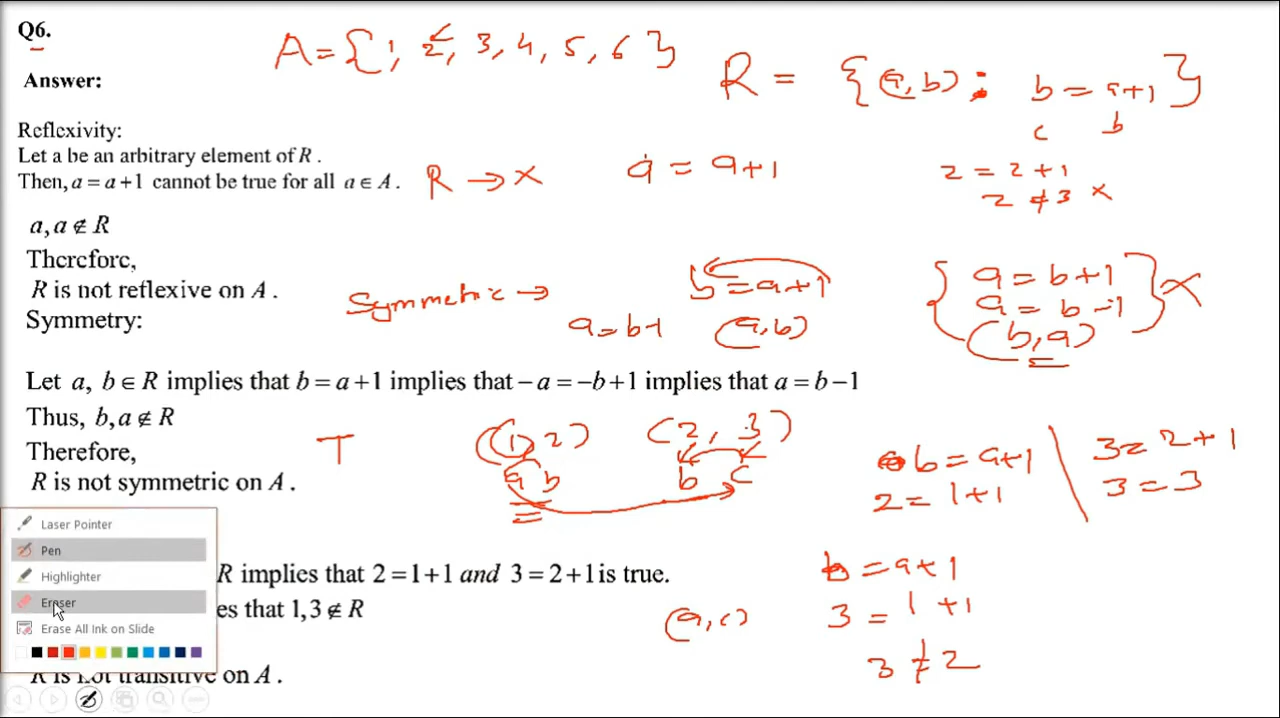 Q6.
A = {1, 2, 3, 4, 5, 6}
R = {(a, b) : b = a+1}
c b
Answer:
Reflexivity:
Let a be an arbitrary element of R .
Then, a = a +1 cannot be true for all a ∈ A .
R → ×
a = a+1
2 = 2 +1
2 ≠ 3 ×
a, a ∉ R
Therefore,
R is not reflexive on A .
Symmetric →
b = a+1
a = b-1 (a, b)
{ a = b+1
a = b-1
(b, a) } ×
Symmetry:
Let a, b ∈ R implies that b = a +1 implies that −a = −b +1 implies that a = b −1
Thus, b, a ∉ R
Therefore,
R is not symmetric on A .
T
(1, 2) (2, 3)
a b b c
b = a+1
2 = 1+1
3 = 2+1
3 = 3
Laser Pointer
Pen
Highlighter
Eraser
Erase All Ink on Slide
R implies that 2 = 1+1 and 3 = 2 +1 is true.
es that 1,3 ∉ R
(a, c)
b = a+1
3 = 1+1
3 ≠ 2
R is not transitive on A .